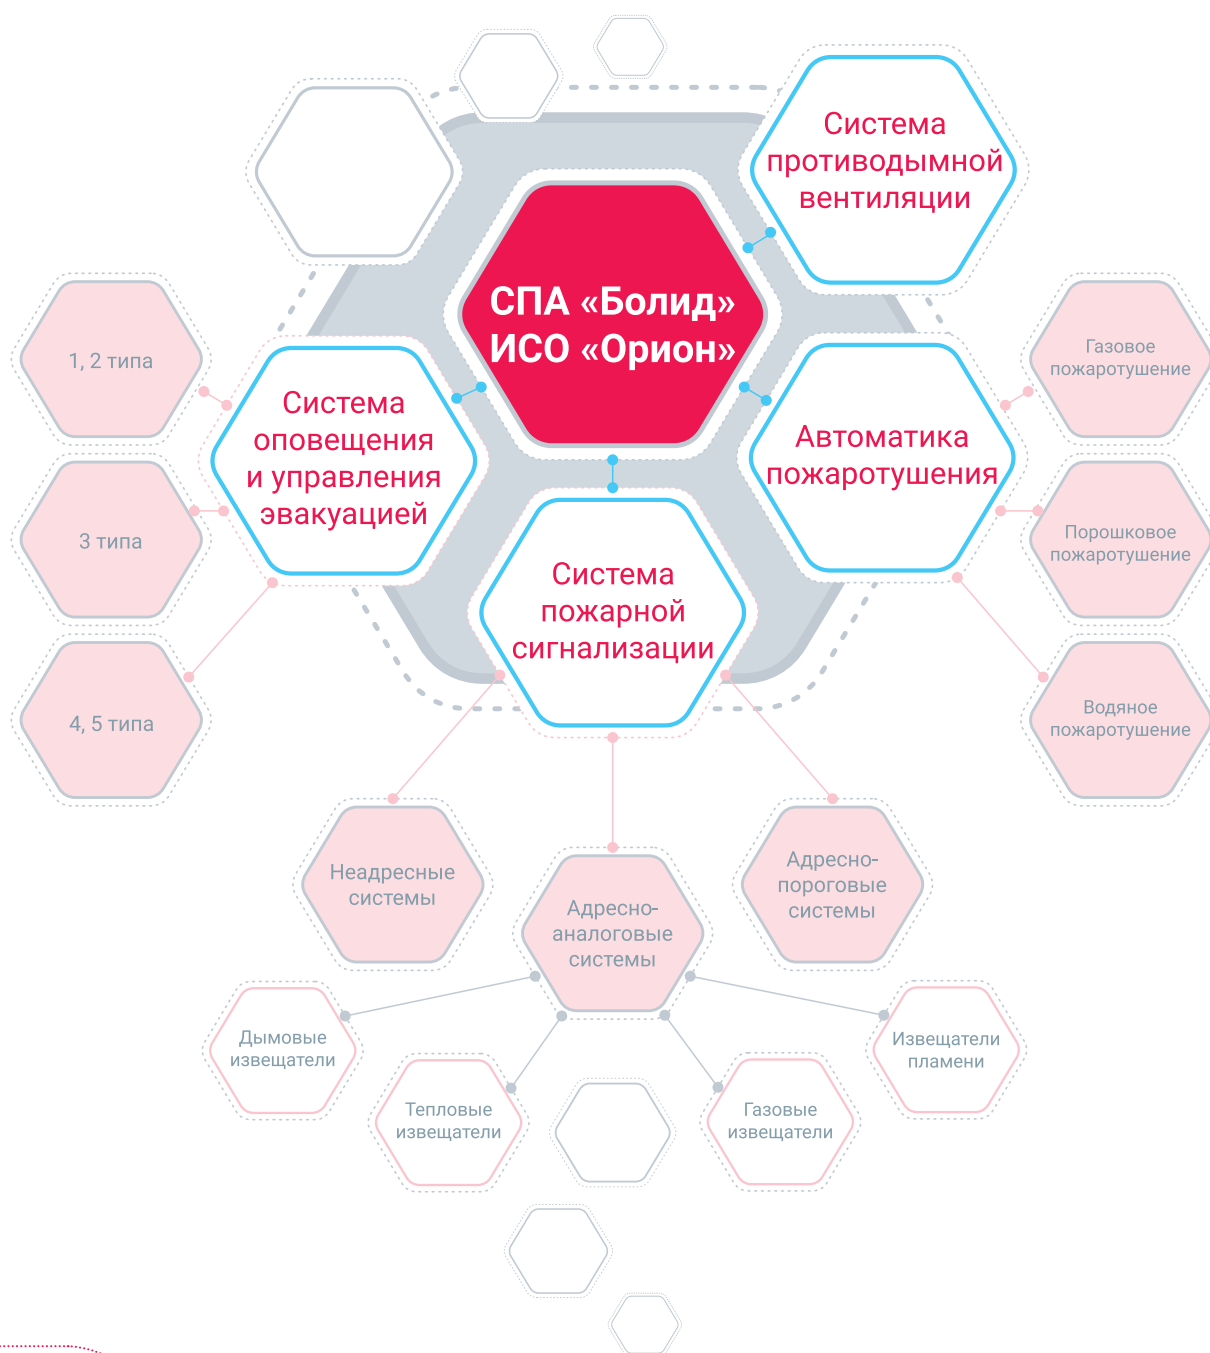 Система
противодымной
вентиляции
СПА «Болид»
ИСО «Орион»
1, 2 типа
Газовое
пожаротушение
Система
оповещения
и управления
эвакуацией
Автоматика
пожаротушения
3 типа
Порошковое
пожаротушение
Система
пожарной
сигнализации
4, 5 типа
Водяное
пожаротушение
Неадресные
системы
Адресно-
аналоговые
системы
Адресно-
пороговые
системы
Дымовые
извещатели
Тепловые
извещатели
Газовые
извещатели
Извещатели
пламени